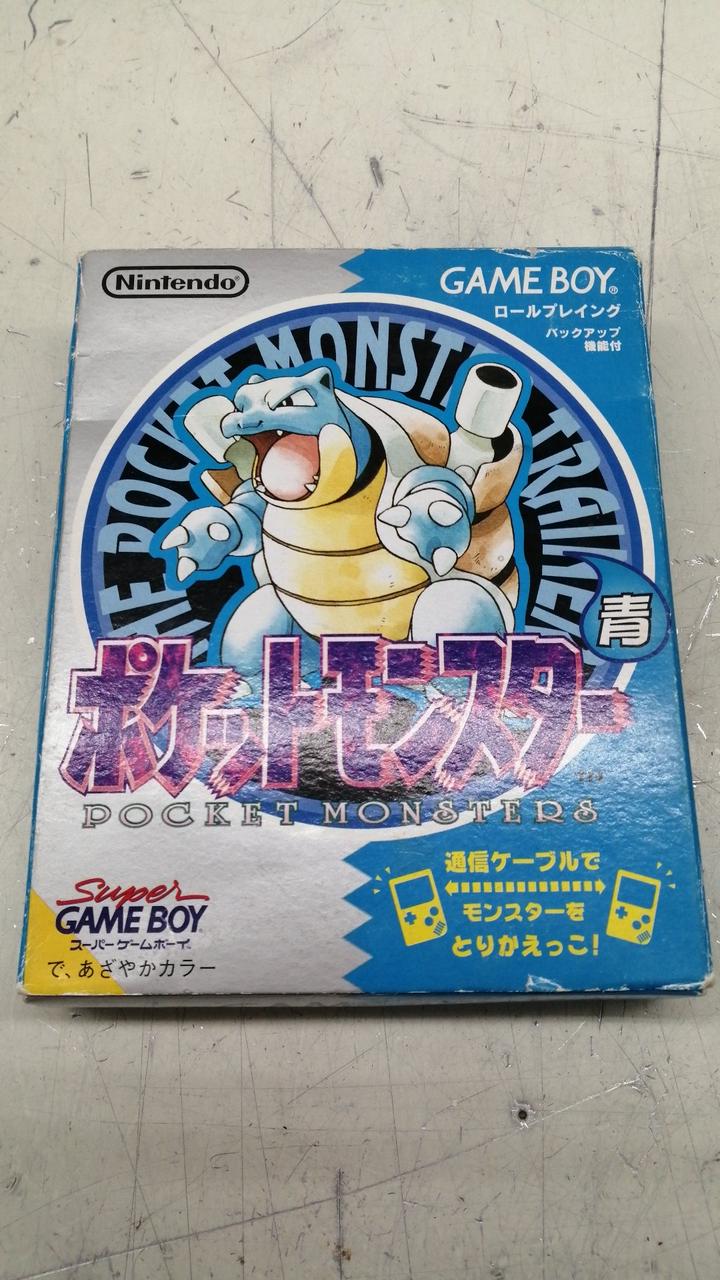 Nintendo®
GAME BOY®
ロールプレイング
バックアップ
機能付
THE POCKET MONSTER TRAINER
青
ポケットモンスター
TM
POCKET MONSTERS
Super
GAME BOY
スーパーゲームボーイ
で、あざやかカラー
通信ケーブルで
モンスターを
とりかえっこ!